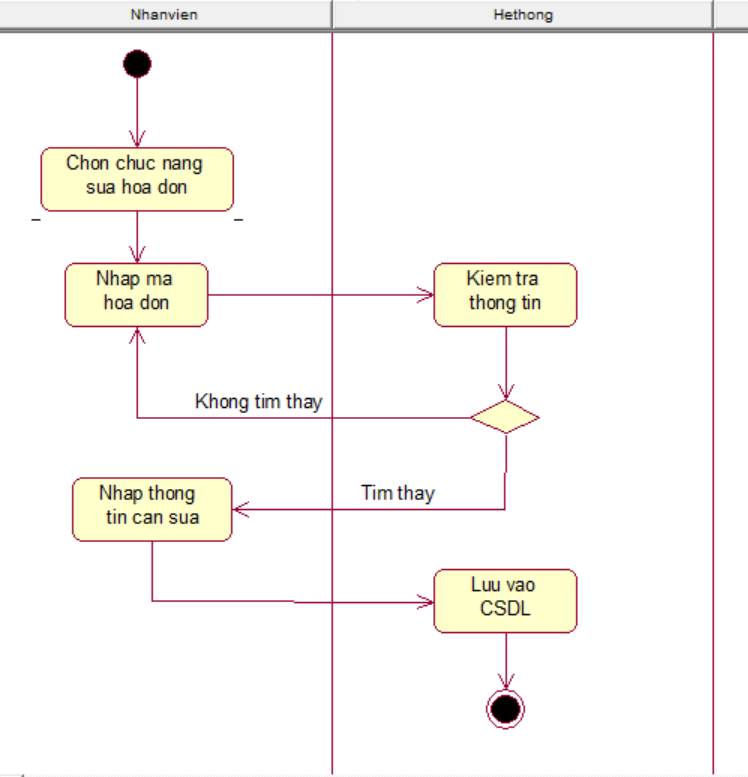 Nhanvien
Hethong
Chon chuc nang
sua hoa don
Nhap ma
hoa don
Kiem tra
thong tin
Khong tim thay
Tim thay
Nhap thong
tin can sua
Luu vao
CSDL